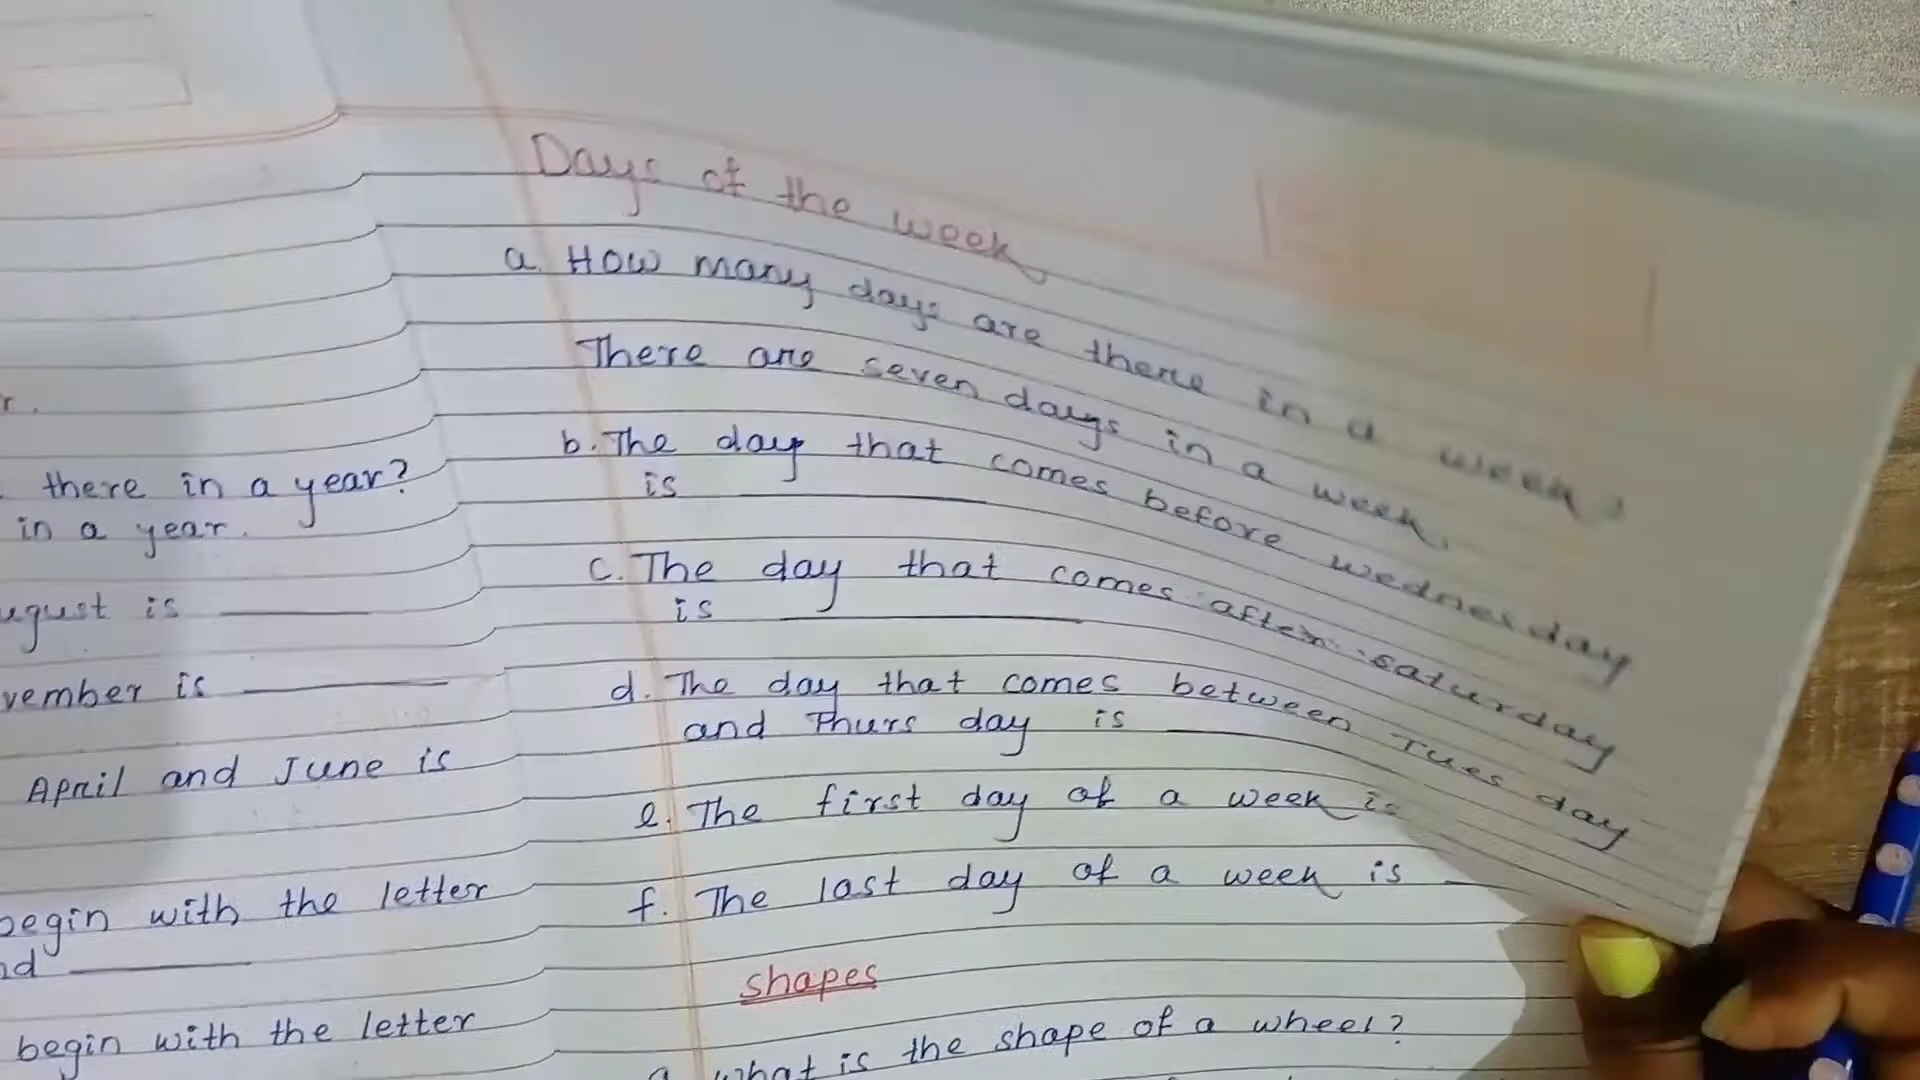 r.
there in a year?
in a year.
ugust is
vember is
April and June is
begin with the letter
nd
begin with the letter
Days of the week
a. How many days are there in a week?
There are seven days in a week.
b. The day that comes before wednesday
is
c. The day that comes after saturday
is
d. The day that comes between Tues day
and Thurs day is
e. The first day of a week is
f. The last day of a week is
shapes
a. what is the shape of a wheel?